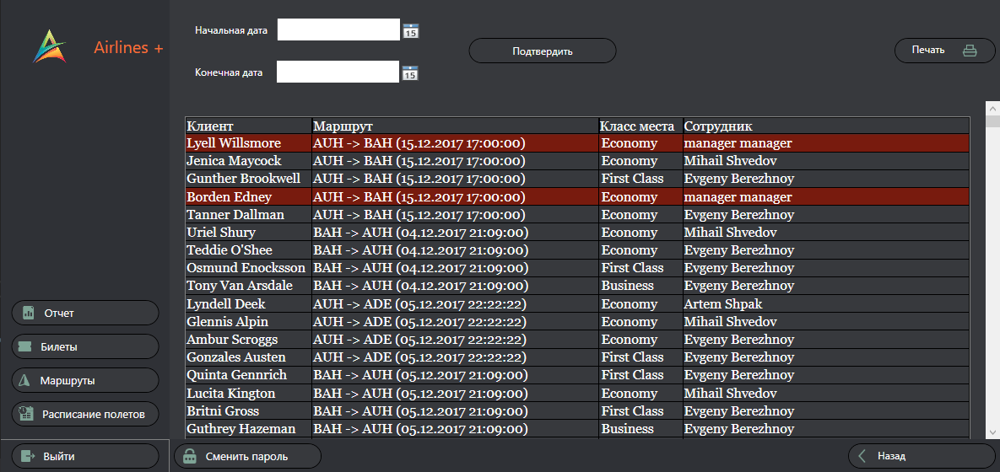 Airlines +
Начальная дата
15
Конечная дата
15
Подтвердить
Печать
Клиент Маршрут Класс места Сотрудник
Lyell Willsmore AUH -> BAH (15.12.2017 17:00:00) Economy manager manager
Jenica Maycock AUH -> BAH (15.12.2017 17:00:00) Economy Mihail Shvedov
Gunther Brookwell AUH -> BAH (15.12.2017 17:00:00) First Class Evgeny Berezhnoy
Borden Edney AUH -> BAH (15.12.2017 17:00:00) Economy manager manager
Tanner Dallman AUH -> BAH (15.12.2017 17:00:00) Economy Evgeny Berezhnoy
Uriel Shury BAH -> AUH (04.12.2017 21:09:00) Economy Mihail Shvedov
Teddie O'Shee BAH -> AUH (04.12.2017 21:09:00) Economy Evgeny Berezhnoy
Osmund Enocksson BAH -> AUH (04.12.2017 21:09:00) First Class Evgeny Berezhnoy
Tony Van Arsdale BAH -> AUH (04.12.2017 21:09:00) Business Evgeny Berezhnoy
Lyndell Deek AUH -> ADE (05.12.2017 22:22:22) Economy Artem Shpak
Glennis Alpin AUH -> ADE (05.12.2017 22:22:22) Economy Mihail Shvedov
Ambur Scroggs AUH -> ADE (05.12.2017 22:22:22) Economy Evgeny Berezhnoy
Gonzales Austen AUH -> ADE (05.12.2017 22:22:22) First Class Evgeny Berezhnoy
Quinta Gennrich BAH -> AUH (05.12.2017 21:09:00) First Class Evgeny Berezhnoy
Lucita Kington BAH -> AUH (05.12.2017 21:09:00) Economy Mihail Shvedov
Britni Gross BAH -> AUH (05.12.2017 21:09:00) First Class Evgeny Berezhnoy
Guthrey Hazeman BAH -> AUH (05.12.2017 21:09:00) Business Evgeny Berezhnoy
Отчет
Билеты
Маршруты
Расписание полетов
Выйти
Сменить пароль
Назад